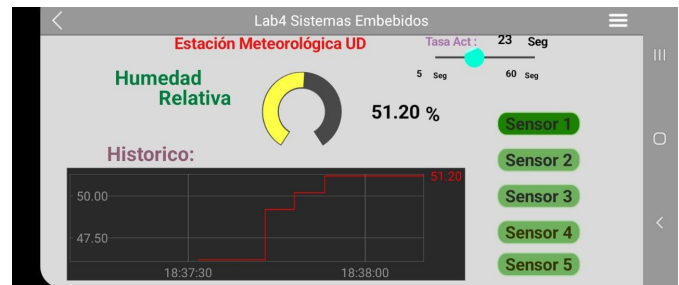 Lab4 Sistemas Embebidos
Estación Meteorológica UD
Tasa Act : 23 Seg
5 Seg 60 Seg
Humedad
Relativa
51.20 %
Sensor 1
Historico:
Sensor 2
51.20
50.00
Sensor 3
47.50
Sensor 4
Sensor 5
18:37:30 18:38:00